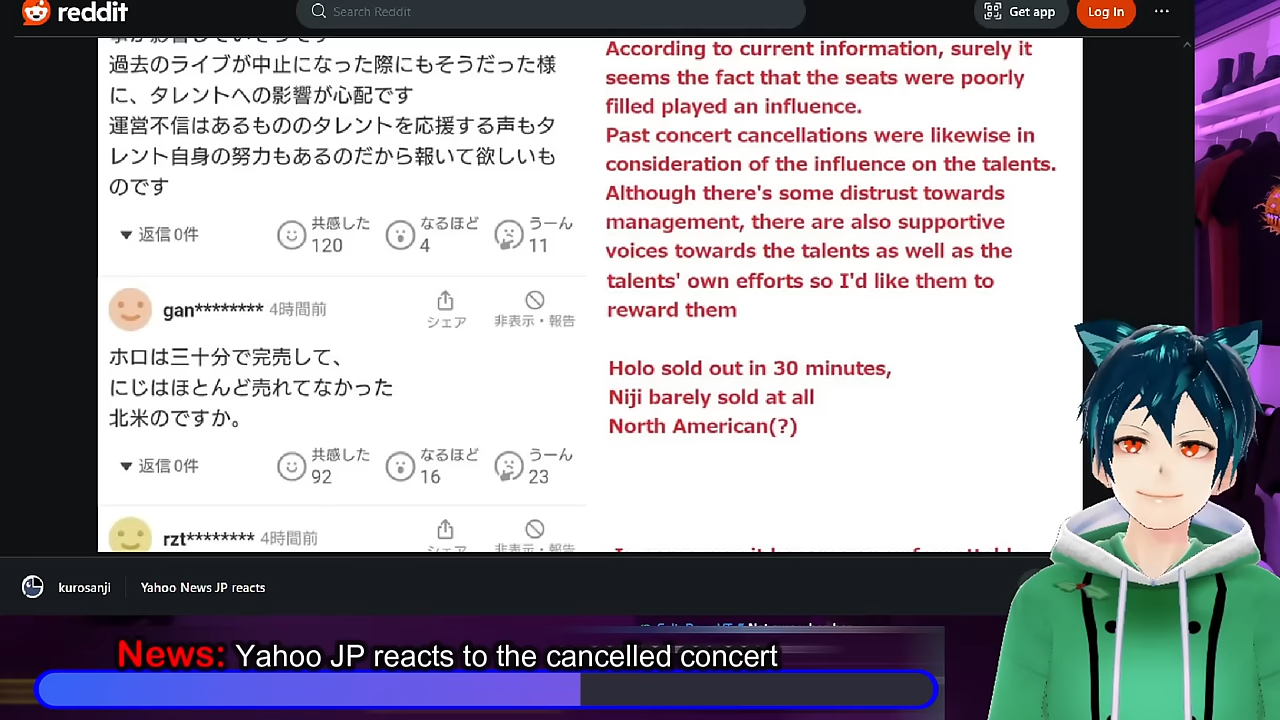 reddit
Search Reddit
Get app
Log In
過去のライブが中止になった際にもそうだった様
に、タレントへの影響が心配です
運営不信はあるもののタレントを応援する声もタ
レント自身の努力もあるのだから報いて欲しいも
のです
返信0件
共感した
120
なるほど
4
うーん
11
gan******** 4時間前
シェア
非表示・報告
ホロは三十分で完売して、
にじはほとんど売れてなかった
北米のですか。
返信0件
共感した
92
なるほど
16
うーん
23
rzt******** 4時間前
According to current information, surely it
seems the fact that the seats were poorly
filled played an influence.
Past concert cancellations were likewise in
consideration of the influence on the talents.
Although there's some distrust towards
management, there are also supportive
voices towards the talents as well as the
talents' own efforts so I'd like them to
reward them
Holo sold out in 30 minutes,
Niji barely sold at all
North American(?)
kurosanji
Yahoo News JP reacts
News: Yahoo JP reacts to the cancelled concert